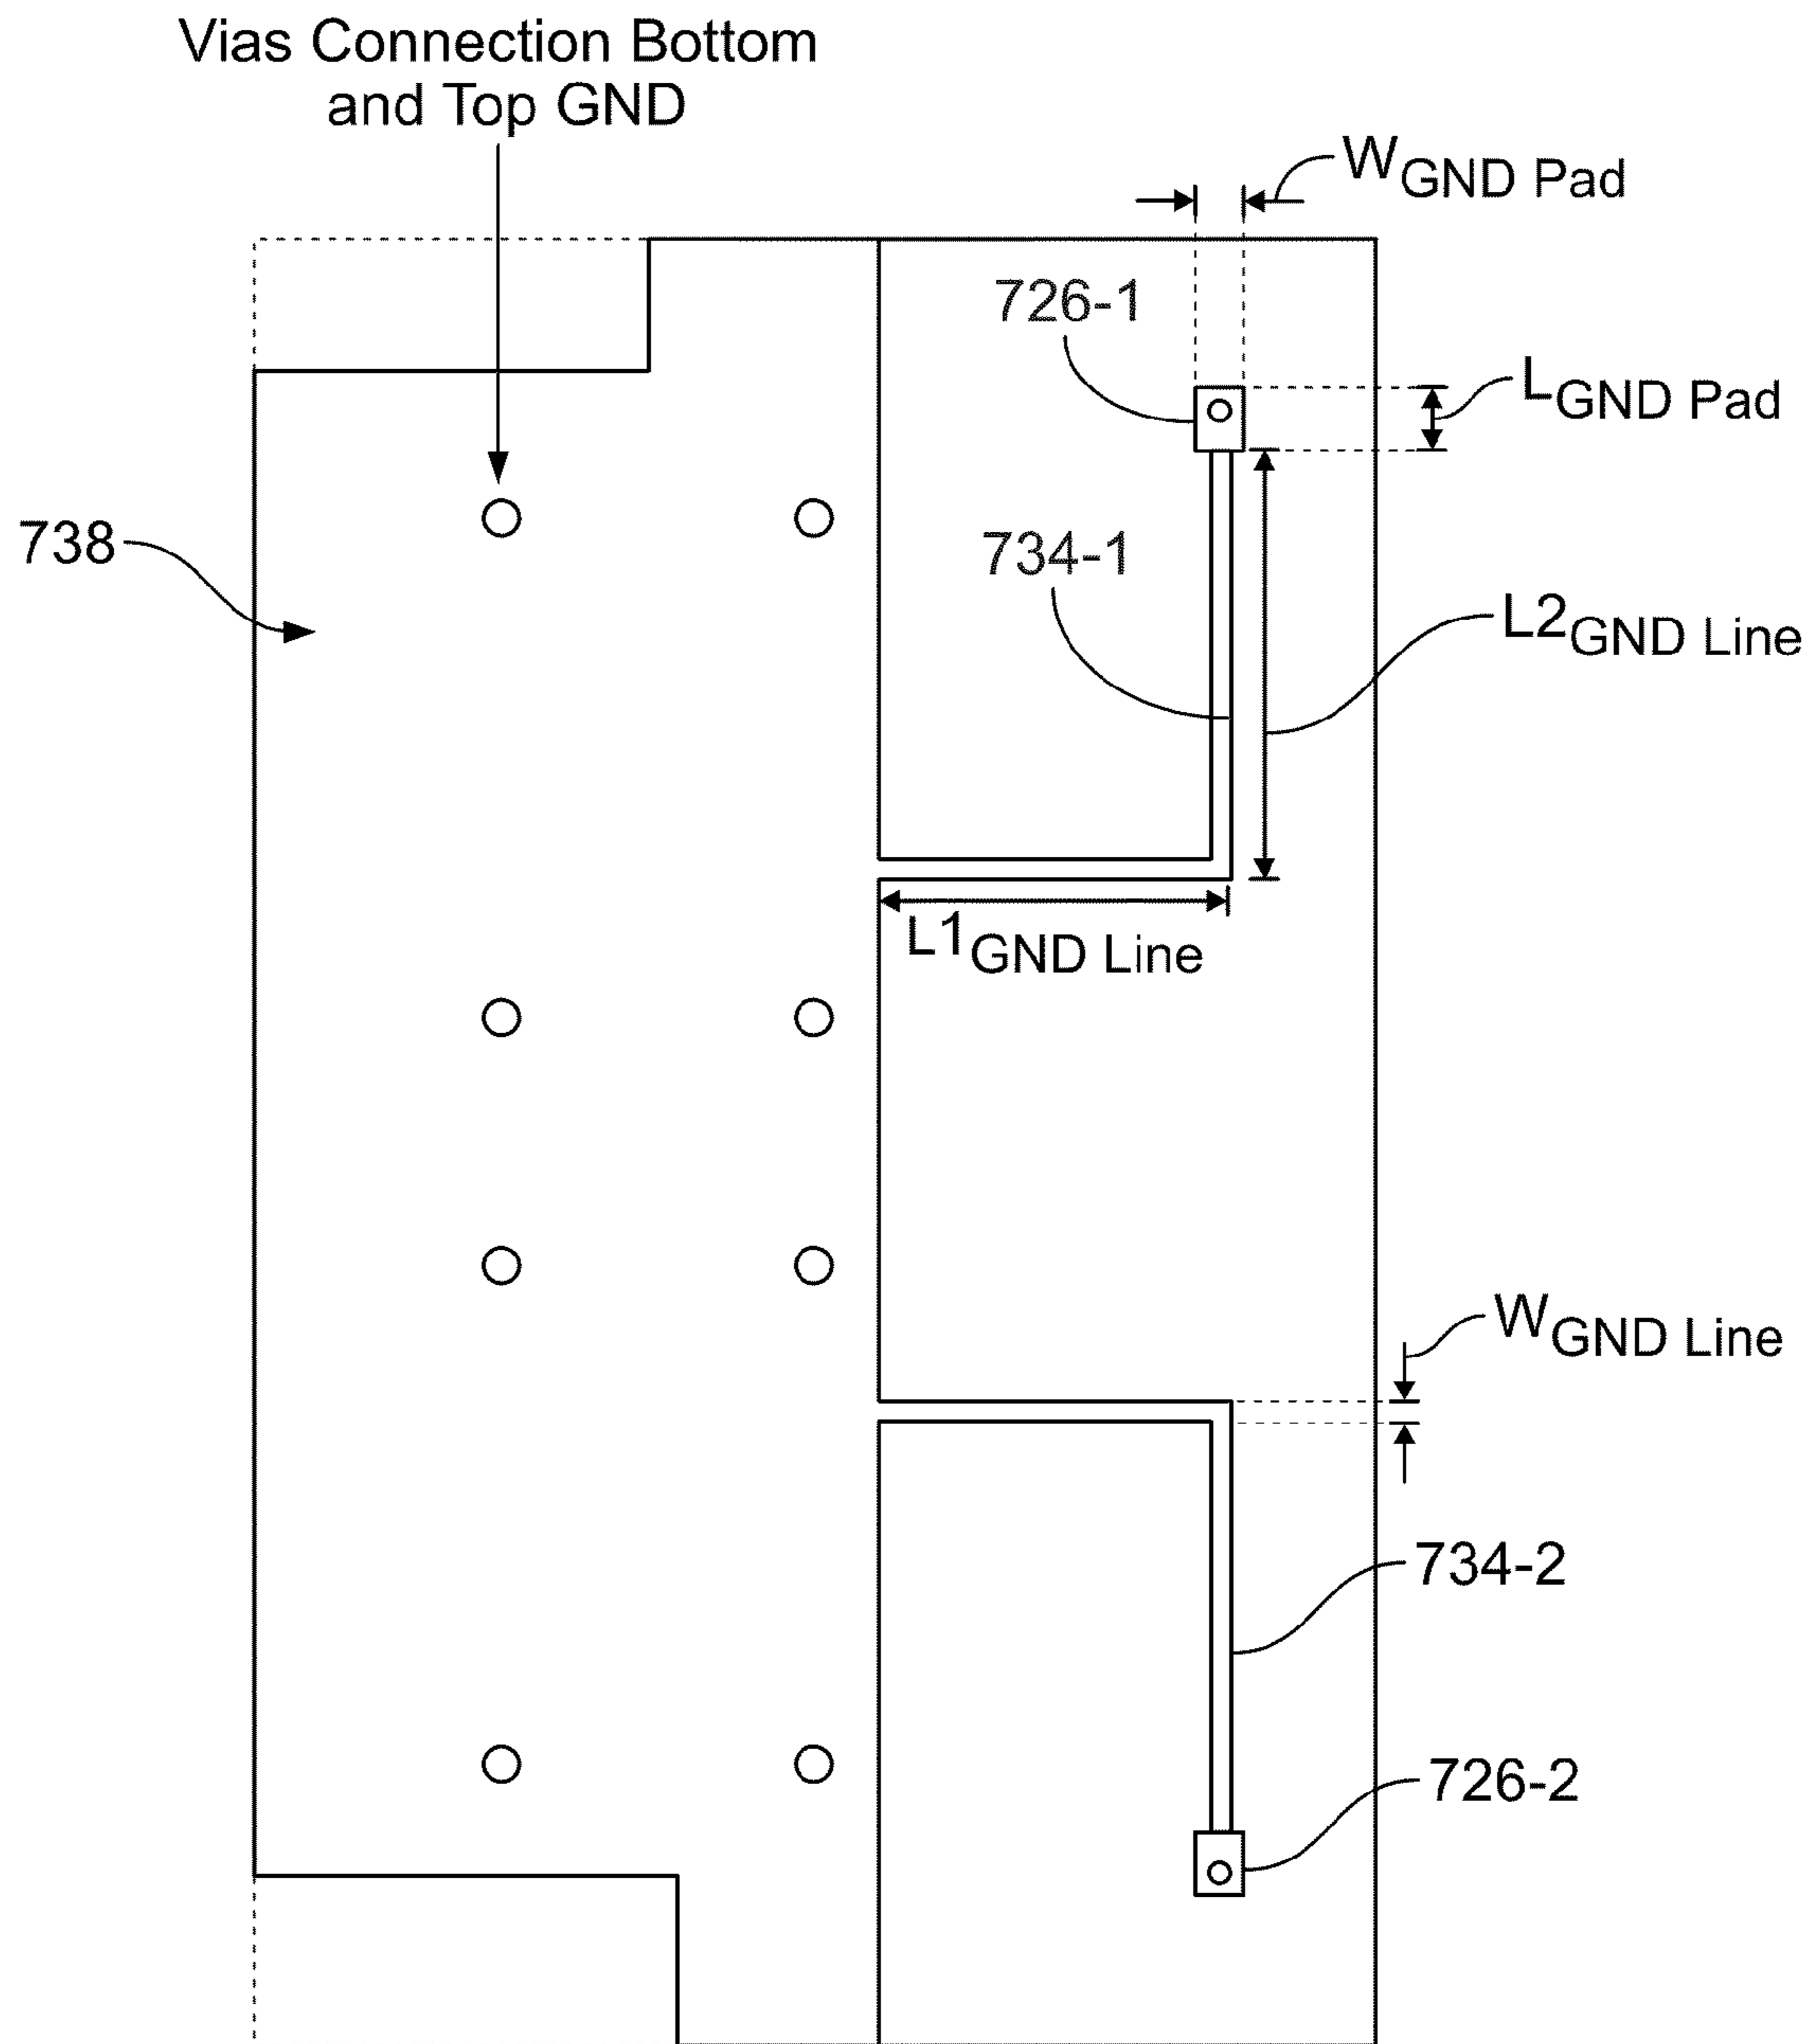 Vias Connection Bottom
and Top GND
WGND Pad
726-1
LGND Pad
738
734-1
L2GND Line
L1GND Line
WGND Line
734-2
726-2